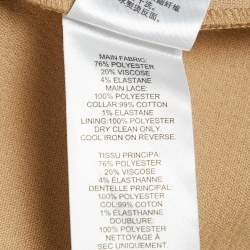 MAIN FABRIC:
76% POLYESTER
20% VISCOSE
4% ELASTANE
MAIN LACE:
100% POLYESTER
COLLAR:99% COTTON
1% ELASTANE
LINING:100% POLYESTER
DRY CLEAN ONLY.
COOL IRON ON REVERSE.
TISSU PRINCIPA:
76% POLYESTER
20% VISCOSE
4% ELASTHANNE
DENTELLE PRINCIPAL:
100% POLYESTER
COL:99% COTON
1% ELASTHANNE
DOUBLURE:
100% POLYESTER
NETTOYAGE À
SEC UNIQUEMENT.